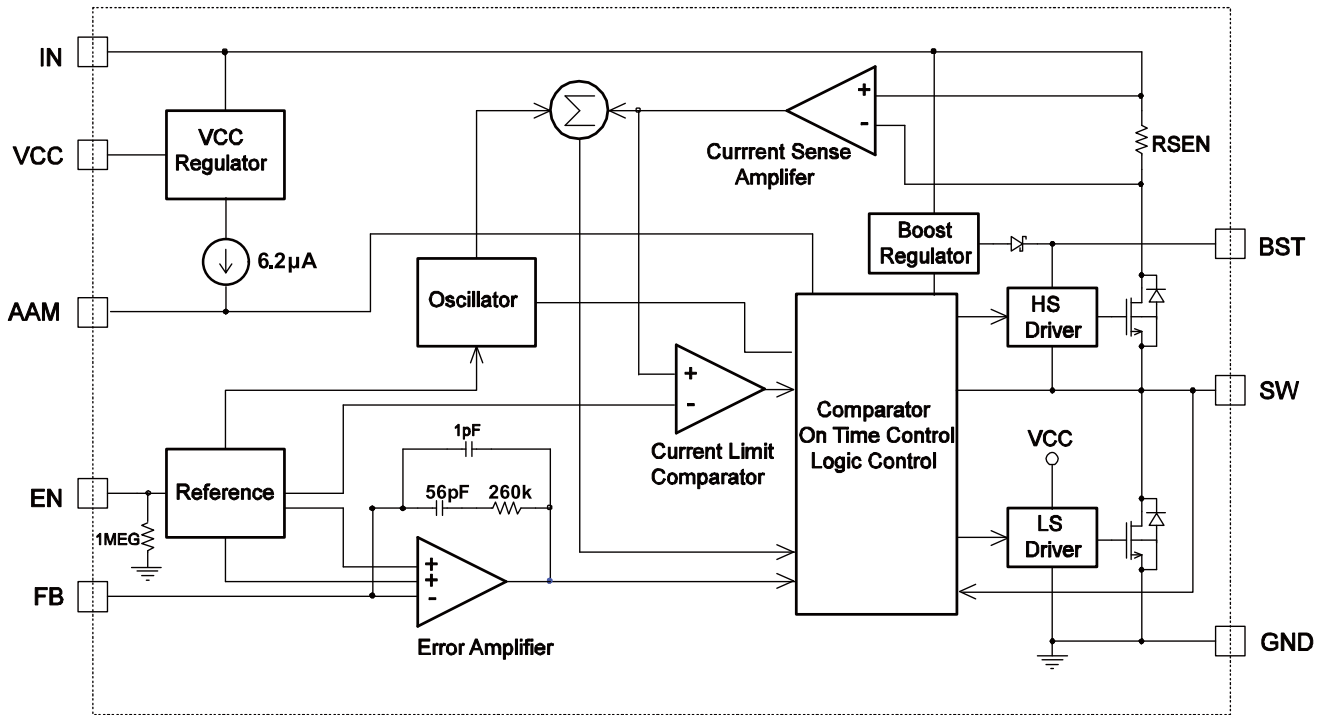 IN
VCC
VCC
Regulator
6.2µA
AAM
Oscillator
Σ
+
-
Currrent Sense
Amplifer
RSEN
Boost
Regulator
BST
HS
Driver
SW
+
-
Current Limit
Comparator
Comparator
On Time Control
Logic Control
VCC
LS
Driver
GND
EN
1MEG
Reference
1pF
56pF
260k
FB
+
+
-
Error Amplifier